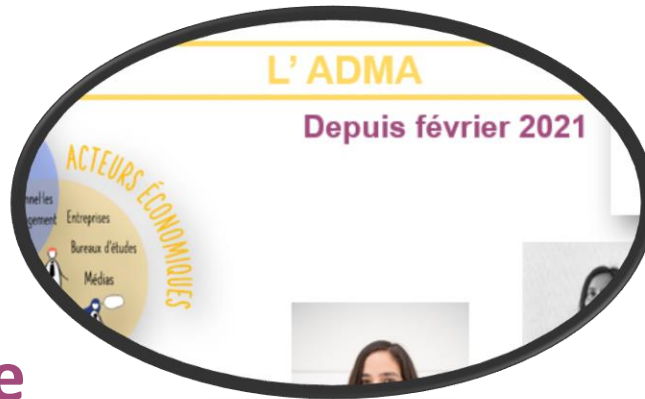 L' ADMA
Depuis février 2021
ACTEURS ÉCONOMIQUES
Entreprises
Bureaux d'études
Médias